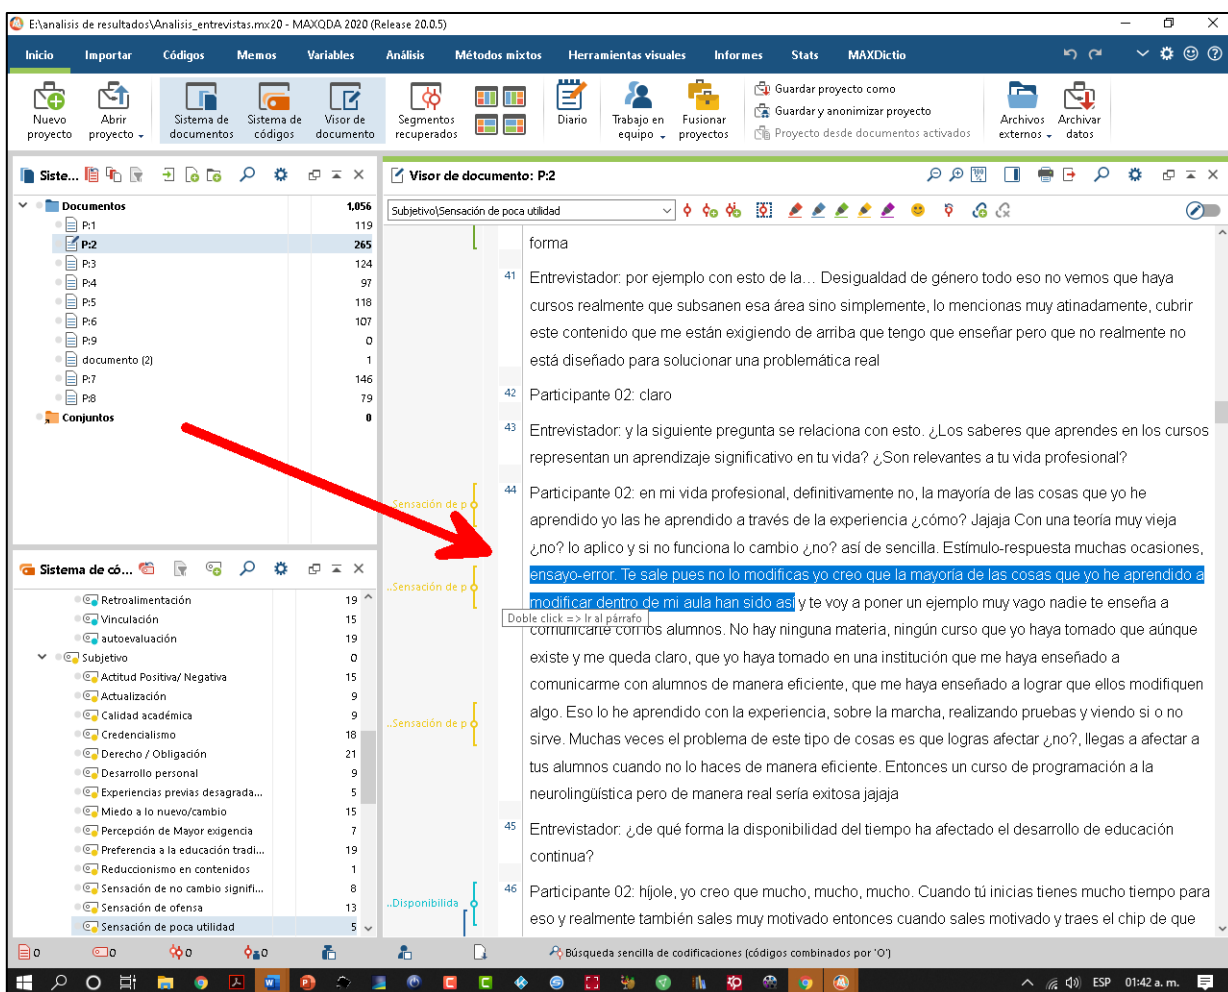 E:\analisis de resultados\Analisis_entrevistas.mx20 - MAXQDA 2020 (Release 20.0.5)
Inicio Importar Códigos Memos Variables Análisis Métodos mixtos Herramientas visuales Informes Stats MAXDictio
Nuevo proyecto
Abrir proyecto
Sistema de documentos
Sistema de códigos
Visor de documento
Segmentos recuperados
Diario
Trabajo en equipo
Fusionar proyectos
Guardar proyecto como
Guardar y anonimizar proyecto
Proyecto desde documentos activados
Archivos externos
Archivar datos
Siste...
Documentos 1,056
P:1 119
P:2 265
P:3 124
P:4 97
P:5 118
P:6 107
P:9 0
documento (2) 1
P:7 146
P:8 79
Conjuntos 0
Sistema de có...
Retroalimentación 19
Vinculación 15
autoevaluación 19
Subjetivo 0
Actitud Positiva/ Negativa 15
Actualización 9
Calidad académica 9
Credencialismo 18
Derecho / Obligación 21
Desarrollo personal 9
Experiencias previas desagrada... 5
Miedo a lo nuevo/cambio 15
Percepción de Mayor exigencia 7
Preferencia a la educación tradi... 19
Reduccionismo en contenidos 1
Sensación de no cambio signifi... 8
Sensación de ofensa 13
Sensación de poca utilidad 5
Visor de documento: P:2
Subjetivo\Sensación de poca utilidad
forma
41 Entrevistador: por ejemplo con esto de la… Desigualdad de género todo eso no vemos que haya
cursos realmente que subsanen esa área sino simplemente, lo mencionas muy atinadamente, cubrir
este contenido que me están exigiendo de arriba que tengo que enseñar pero que no realmente no
está diseñado para solucionar una problemática real
42 Participante 02: claro
43 Entrevistador: y la siguiente pregunta se relaciona con esto. ¿Los saberes que aprendes en los cursos
representan un aprendizaje significativo en tu vida? ¿Son relevantes a tu vida profesional?
..Sensación de p
44 Participante 02: en mi vida profesional, definitivamente no, la mayoría de las cosas que yo he
aprendido yo las he aprendido a través de la experiencia ¿cómo? Jajaja Con una teoría muy vieja
¿no? lo aplico y si no funciona lo cambio ¿no? así de sencilla. Estímulo-respuesta muchas ocasiones,
..Sensación de p
ensayo-error. Te sale pues no lo modificas yo creo que la mayoría de las cosas que yo he aprendido a
modificar dentro de mi aula han sido así y te voy a poner un ejemplo muy vago nadie te enseña a
Doble click => Ir al párrafo
comunicarte con los alumnos. No hay ninguna materia, ningún curso que yo haya tomado que aúnque
existe y me queda claro, que yo haya tomado en una institución que me haya enseñado a
comunicarme con alumnos de manera eficiente, que me haya enseñado a lograr que ellos modifiquen
..Sensación de p
algo. Eso lo he aprendido con la experiencia, sobre la marcha, realizando pruebas y viendo si o no
sirve. Muchas veces el problema de este tipo de cosas es que logras afectar ¿no?, llegas a afectar a
tus alumnos cuando no lo haces de manera eficiente. Entonces un curso de programación a la
neurolingüística pero de manera real sería exitosa jajaja
45 Entrevistador: ¿de qué forma la disponibilidad del tiempo ha afectado el desarrollo de educación
continua?
..Disponibilida
46 Participante 02: híjole, yo creo que mucho, mucho, mucho. Cuando tú inicias tienes mucho tiempo para
eso y realmente también sales muy motivado entonces cuando sales motivado y traes el chip de que
0 0 0 0
Búsqueda sencilla de codificaciones (códigos combinados por 'O')
ESP 01:42 a. m.